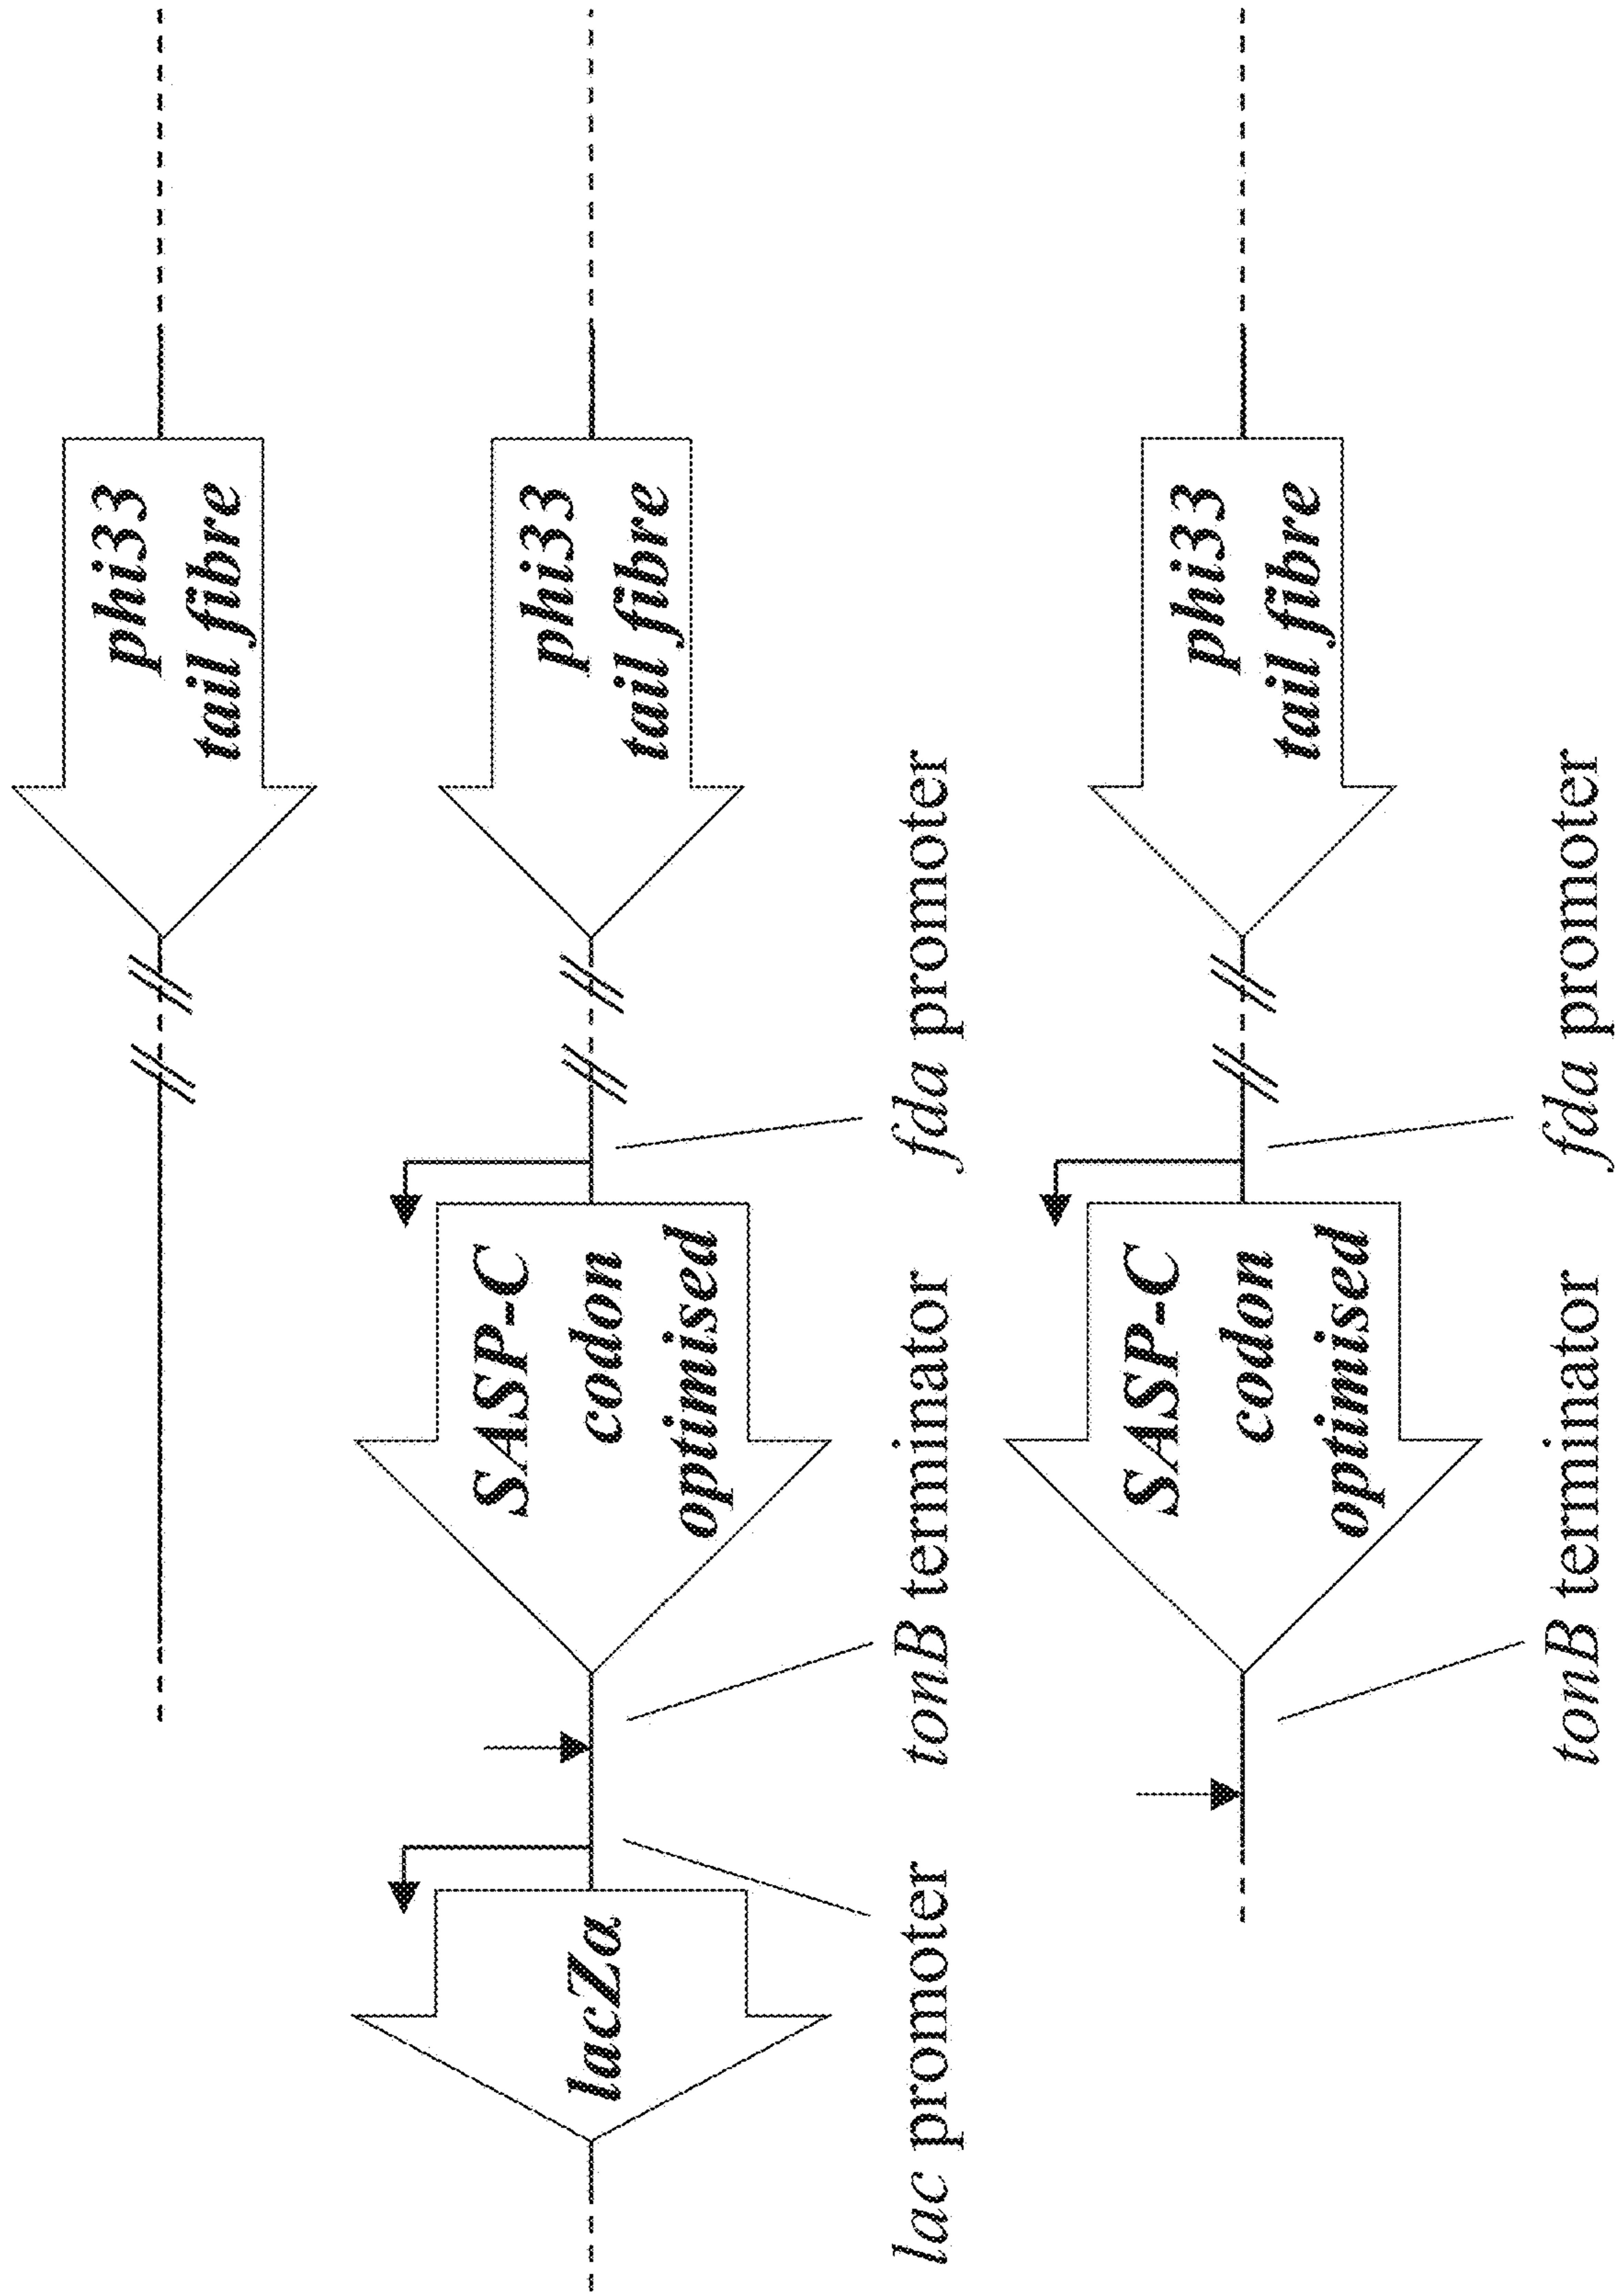 phi33
tail fibre
lacZa
SASP-C
codon
optimised
phi33
tail fibre
lac promoter
tonB terminator
fda promoter
SASP-C
codon
optimised
phi33
tail fibre
tonB terminator
fda promoter